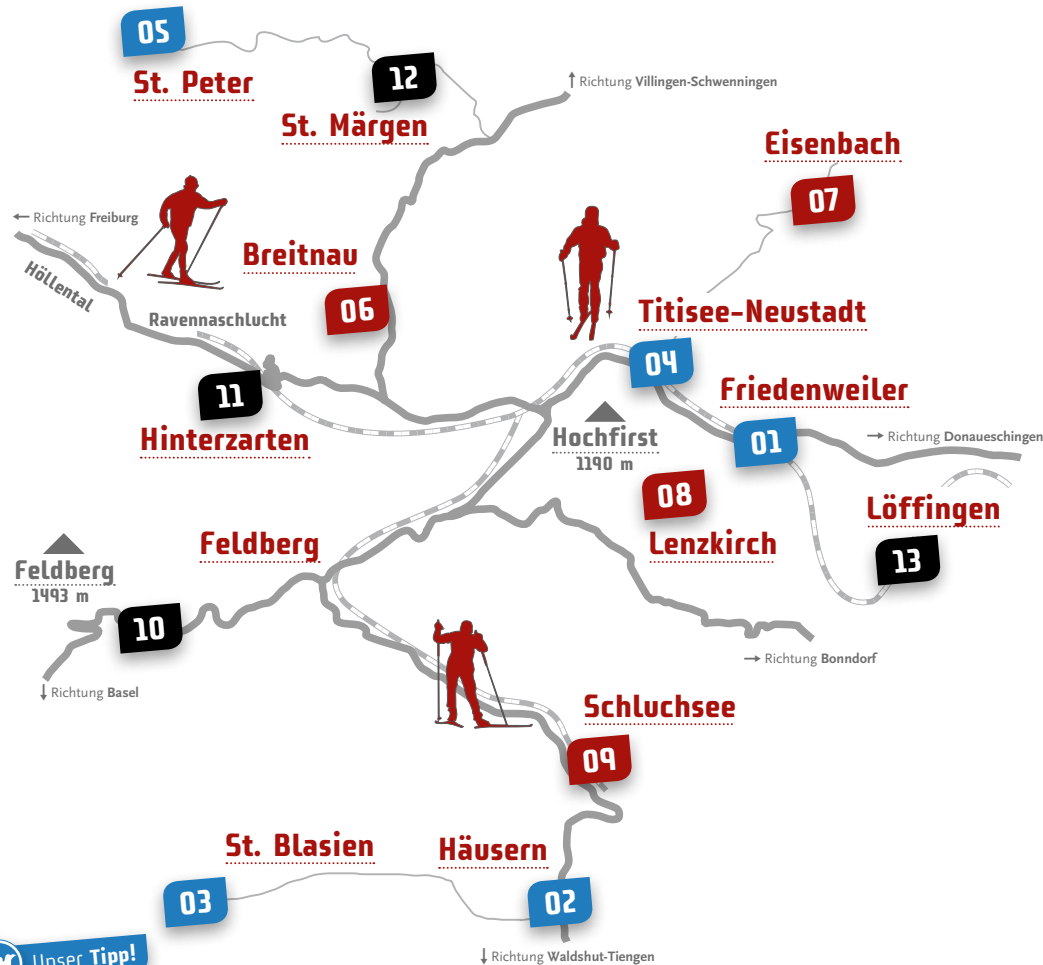 05
St. Peter
12
St. Märgen
↑ Richtung Villingen-Schwenningen
Eisenbach
07
← Richtung Freiburg
Höllental
Breitnau
06
Ravennaschlucht
Titisee-Neustadt
04
11
Hinterzarten
Friedenweiler
01
→ Richtung Donaueschingen
Hochfirst
1190 m
08
Lenzkirch
Löffingen
13
Feldberg
Feldberg
1493 m
10
↓ Richtung Basel
→ Richtung Bonndorf
Schluchsee
09
St. Blasien
03
Häusern
02
Unser Tipp!
↓ Richtung Waldshut-Tiengen